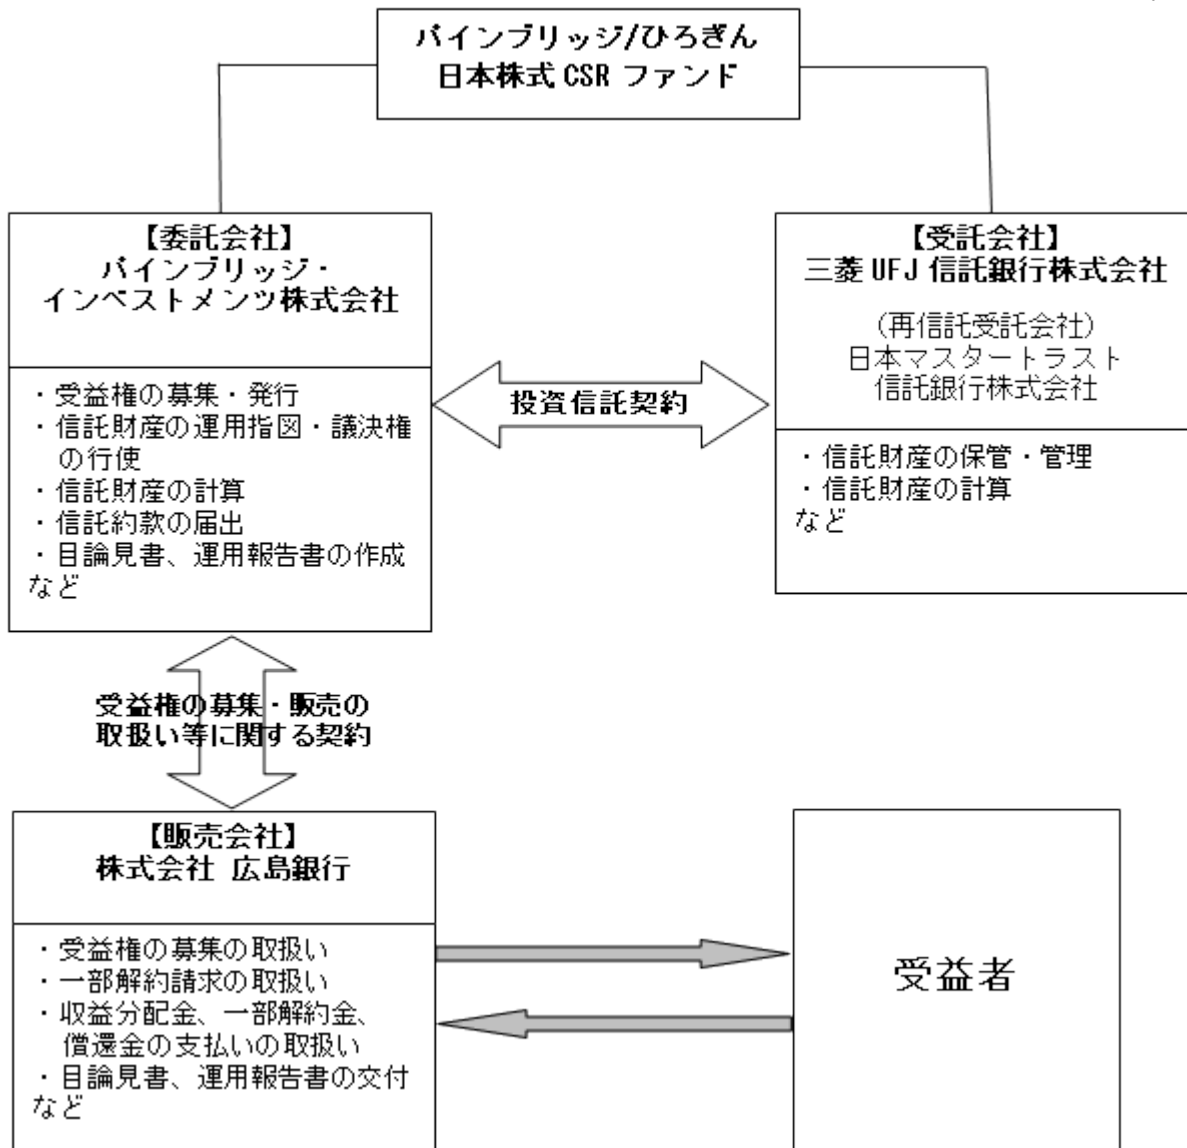 パインブリッジ/ひろぎん
日本株式 CSR ファンド
【委託会社】
パインブリッジ・
インベストメンツ株式会社
・受益権の募集・発行
・信託財産の運用指図・議決権
の行使
・信託財産の計算
・信託約款の届出
・目論見書、運用報告書の作成
など
投資信託契約
【受託会社】
三菱 UFJ 信託銀行株式会社
(再信託受託会社)
日本マスタートラスト
信託銀行株式会社
・信託財産の保管・管理
・信託財産の計算
など
受益権の募集・販売の
取扱い等に関する契約
【販売会社】
株式会社 広島銀行
・受益権の募集の取扱い
・一部解約請求の取扱い
・収益分配金、一部解約金、
償還金の支払いの取扱い
・目論見書、運用報告書の交付
など
受益者